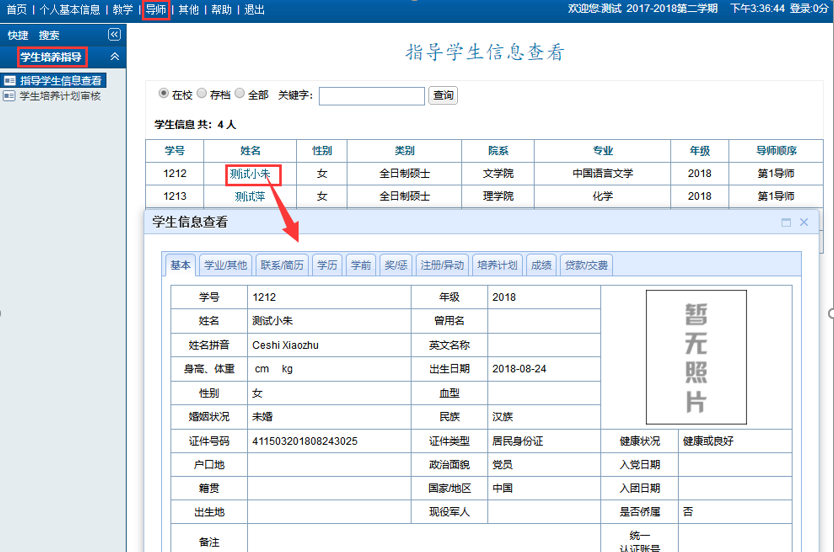 首页 | 个人基本信息 | 教学 | 导师 | 其他 | 帮助 | 退出 欢迎您:测试 2017-2018第二学期 下午3:36:44 登录:0分
快捷 搜索
学生培养指导
指导学生信息查看
学生培养计划审核
指导学生信息查看
在校 存档 全部 关键字： 查询
学生信息 共：4 人
学号 姓名 性别 类别 院系 专业 年级 导师顺序
1212 测试小朱 女 全日制硕士 文学院 中国语言文学 2018 第1导师
1213 测试萍 女 全日制硕士 理学院 化学 2018 第1导师
学生信息查看
基本 学业/其他 联系/简历 学历 学前 奖/惩 注册/异动 培养计划 成绩 贷款/交费
学号 1212 年级 2018
姓名 测试小朱 曾用名
姓名拼音 Ceshi Xiaozhu 英文名称
身高、体重 cm kg 出生日期 2018-08-24
性别 女 血型
婚姻状况 未婚 民族 汉族
暂无照片
证件号码 411503201808243025 证件类型 居民身份证 健康状况 健康或良好
户口地 政治面貌 党员 入党日期
籍贯 国家/地区 中国 入团日期
出生地 现役军人 是否侨属 否
备注 统一
认证账号